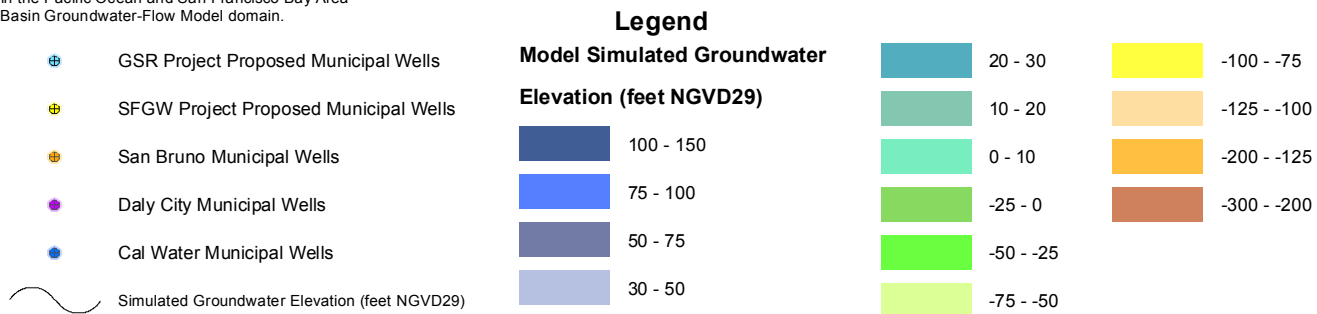 in the Pacific Ocean and San Francisco Bay Area
Basin Groundwater-Flow Model domain.
Legend
GSR Project Proposed Municipal Wells
SFGW Project Proposed Municipal Wells
San Bruno Municipal Wells
Daly City Municipal Wells
Cal Water Municipal Wells
Simulated Groundwater Elevation (feet NGVD29)
Model Simulated Groundwater
Elevation (feet NGVD29)
100 - 150
75 - 100
50 - 75
30 - 50
20 - 30
10 - 20
0 - 10
-25 - 0
-50 - -25
-75 - -50
-100 - -75
-125 - -100
-200 - -125
-300 - -200